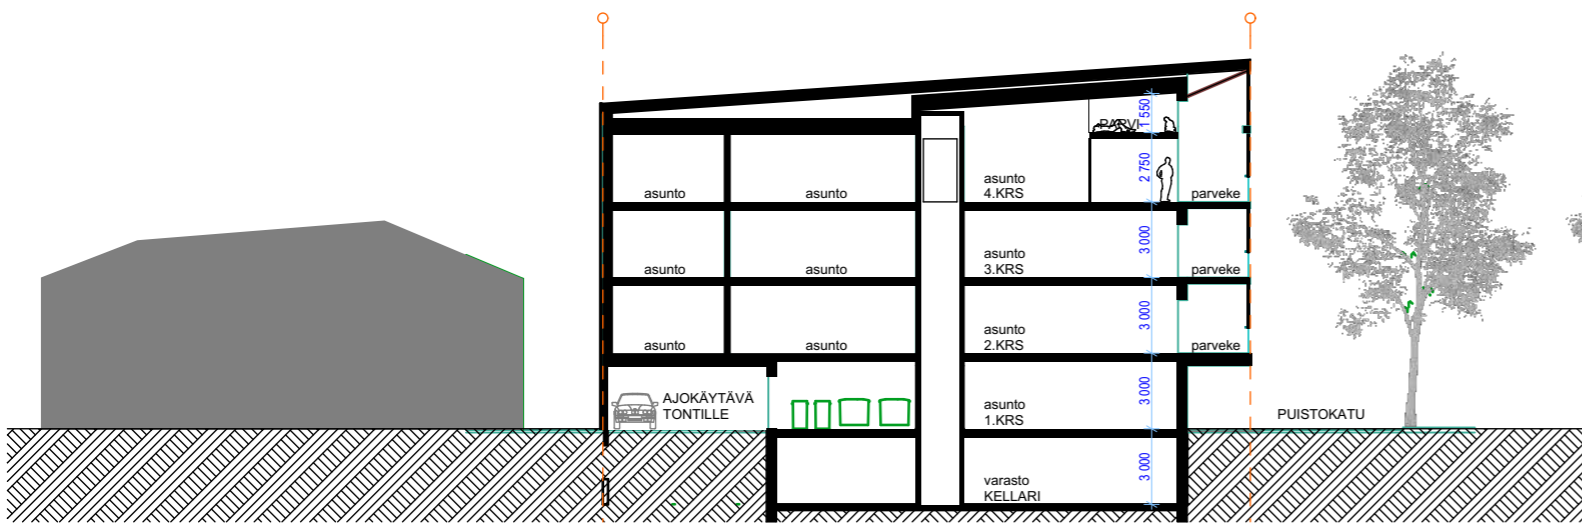 1 550
PARVI
2 750
asunto
asunto
asunto
4.KRS
parveke
3 000
asunto
asunto
asunto
3.KRS
parveke
3 000
asunto
asunto
asunto
2.KRS
parveke
AJOKÄYTÄVÄ
TONTILLE
3 000
asunto
1.KRS
PUISTOKATU
3 000
varasto
KELLARI